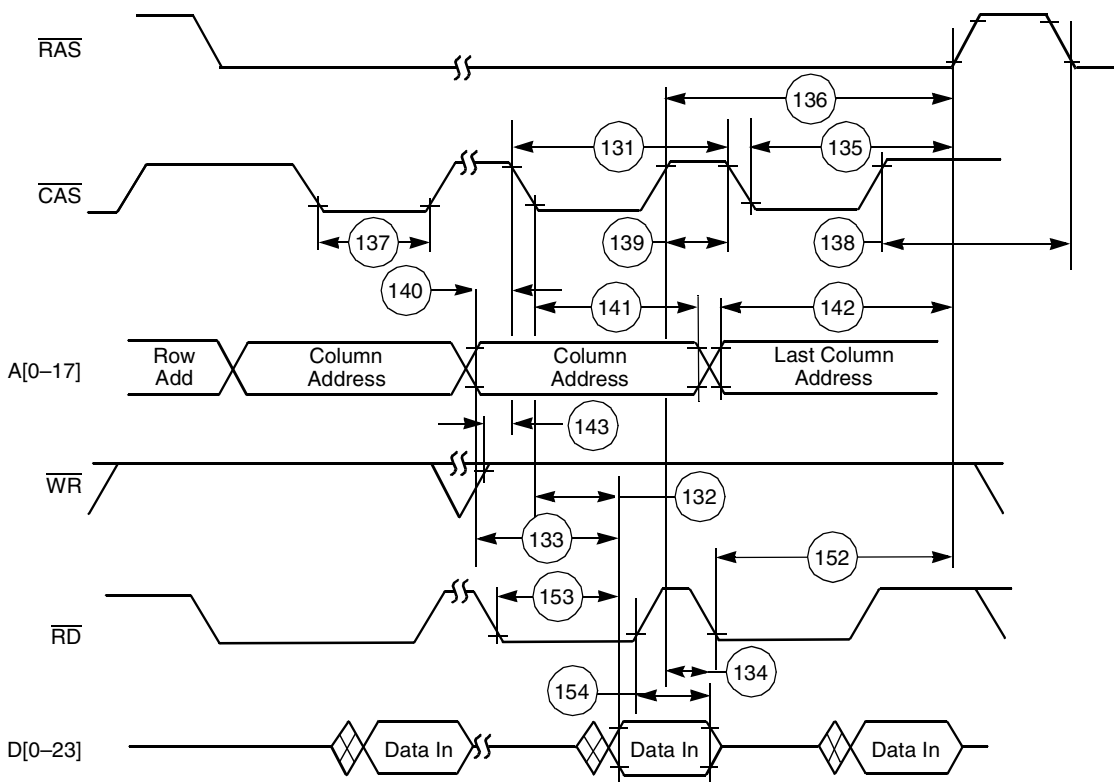 RAS
136
131
135
CAS
137
139
138
140
141
142
A[0–17]
Row
Add
Column
Address
Column
Address
Last Column
Address
143
WR
132
133
152
153
RD
134
154
D[0–23]
Data In
Data In
Data In